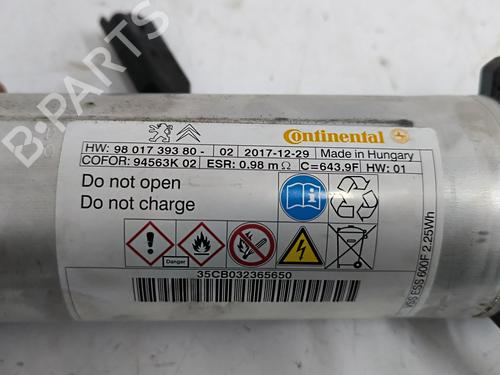 B-PARTS
Continental
HW: 98 017 393 80 - 02 2017-12-29 Made in Hungary
COFOR: 94563K 02 ESR: 0.98 m Ω C=643.9F HW: 01
Do not open
Do not charge
Danger
35CB032365650
ESS 600F 2.25Wh